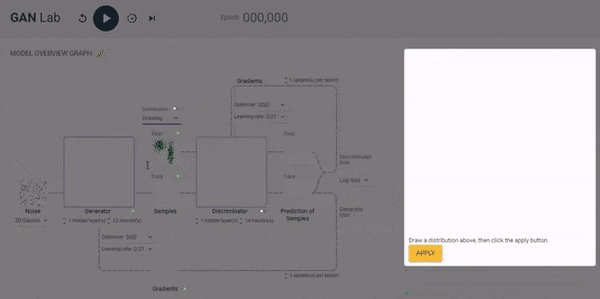 GAN Lab
Epoch 000,000
MODEL OVERVIEW GRAPH
Gradients
1 update(s) per epoch
Distribution
Drawing
Optimizer: SGD
Learning rate: 0.01
Real
Real
Fake
Fake
Discriminator
loss
Log loss
Generator
loss
Noise
Generator
Samples
Discriminator
Prediction of
Samples
2D Gaussian
1 hidden layer(s)
12 neuron(s)
1 hidden layer(s)
14 neuron(s)
Optimizer: SGD
Learning rate: 0.01
1 update(s) per epoch
Gradients
Draw a distribution above, then click the apply button.
APPLY